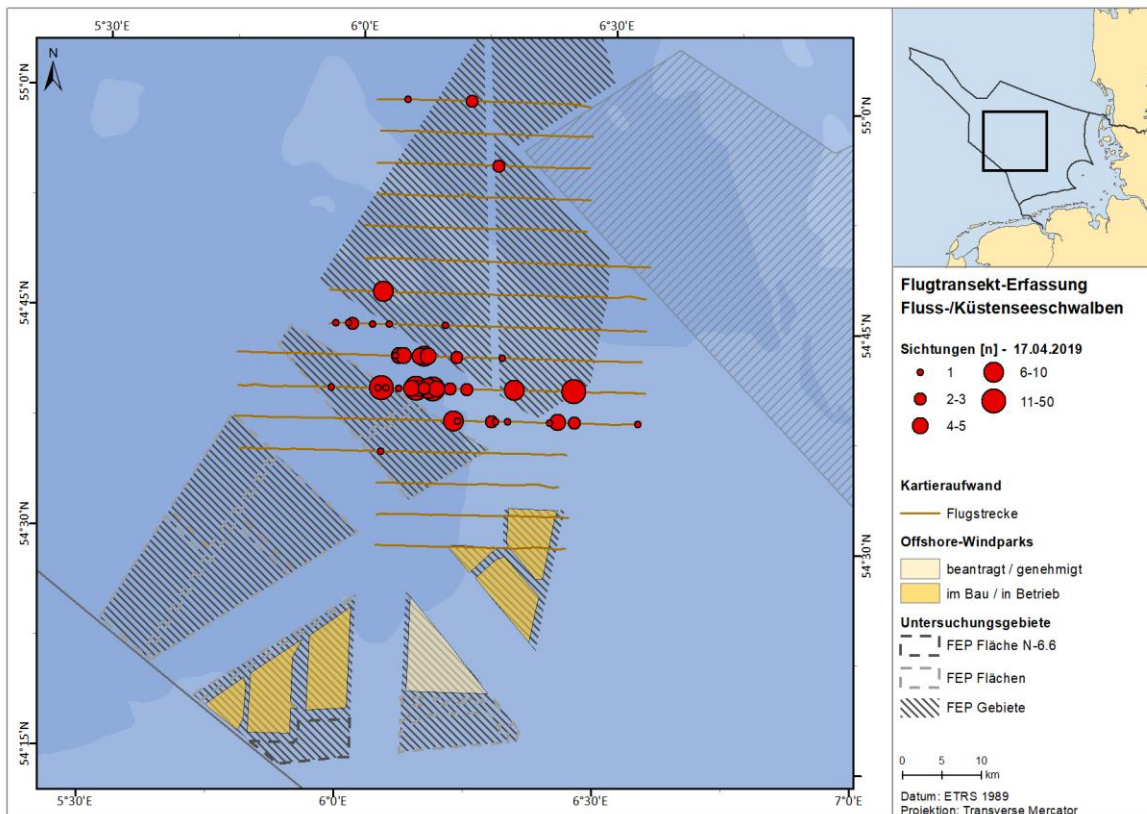 5°30'E
6°0'E
6°30'E
N
55°0'N
54°45'N
54°30'N
54°15'N
55°0'N
54°45'N
54°30'N
5°30'E
6°0'E
6°30'E
7°0'E
Flugtransekt-Erfassung
Fluss-/Küstenseeschwalben
Sichtungen [n] - 17.04.2019
1
6-10
2-3
11-50
4-5
Kartieraufwand
Flugstrecke
Offshore-Windparks
beantragt / genehmigt
im Bau / in Betrieb
Untersuchungsgebiete
FEP Fläche N-6.6
FEP Flächen
FEP Gebiete
0 5 10
km
Datum: ETRS 1989
Projektion: Transverse Mercator